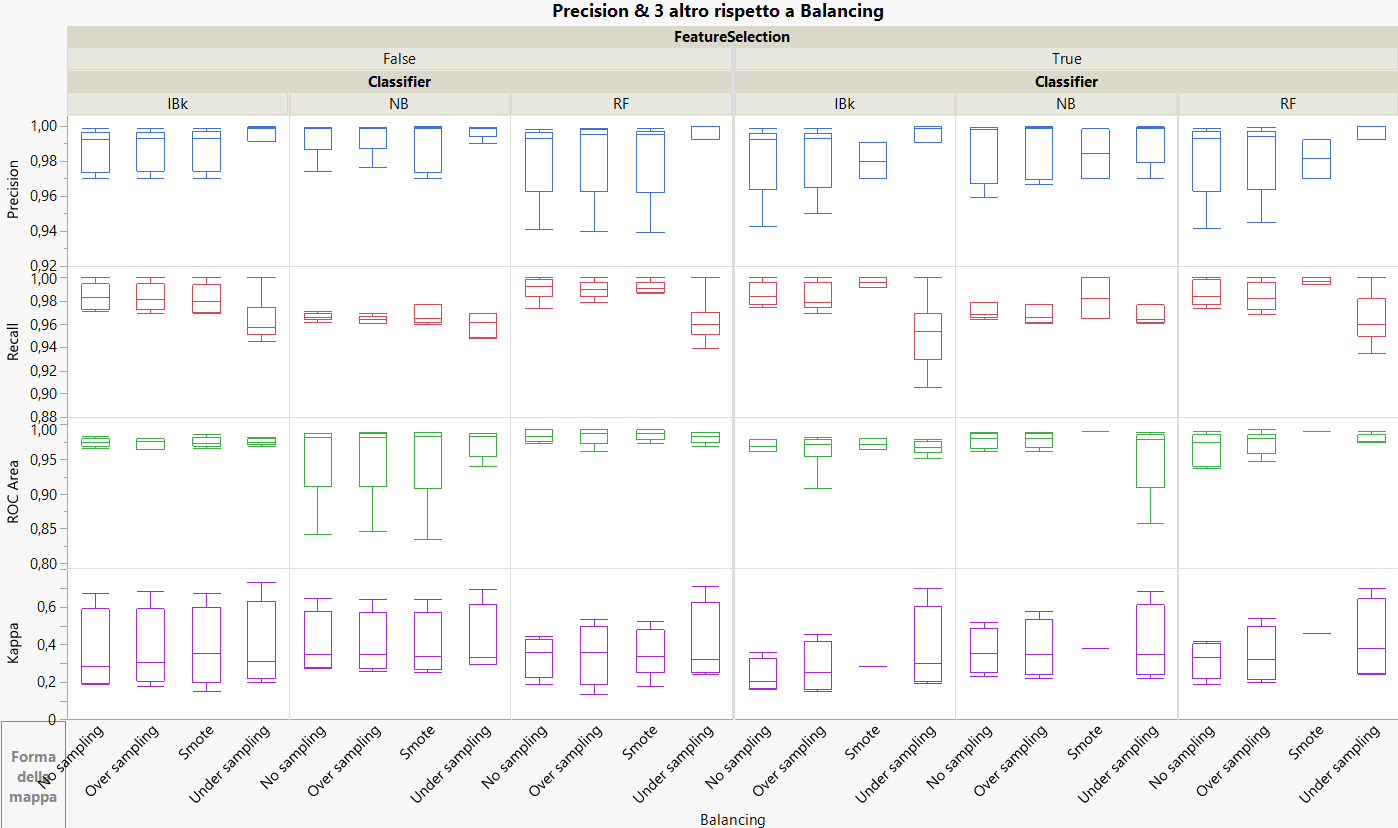 Precision & 3 altro rispetto a Balancing
FeatureSelection
False True
Classifier Classifier
IBk NB RF IBk NB RF
Precision
1,00
0,98
0,96
0,94
0,92
Recall
1,00
0,98
0,96
0,94
0,92
0,90
0,88
ROC Area
1,00
0,95
0,90
0,85
0,80
Kappa
0,6
0,4
0,2
0
No sampling Over sampling Smote Under sampling No sampling Over sampling Smote Under sampling No sampling Over sampling Smote Under sampling No sampling Over sampling Smote Under sampling No sampling Over sampling Smote Under sampling No sampling Over sampling Smote Under sampling
Forma
della
mappa
Balancing